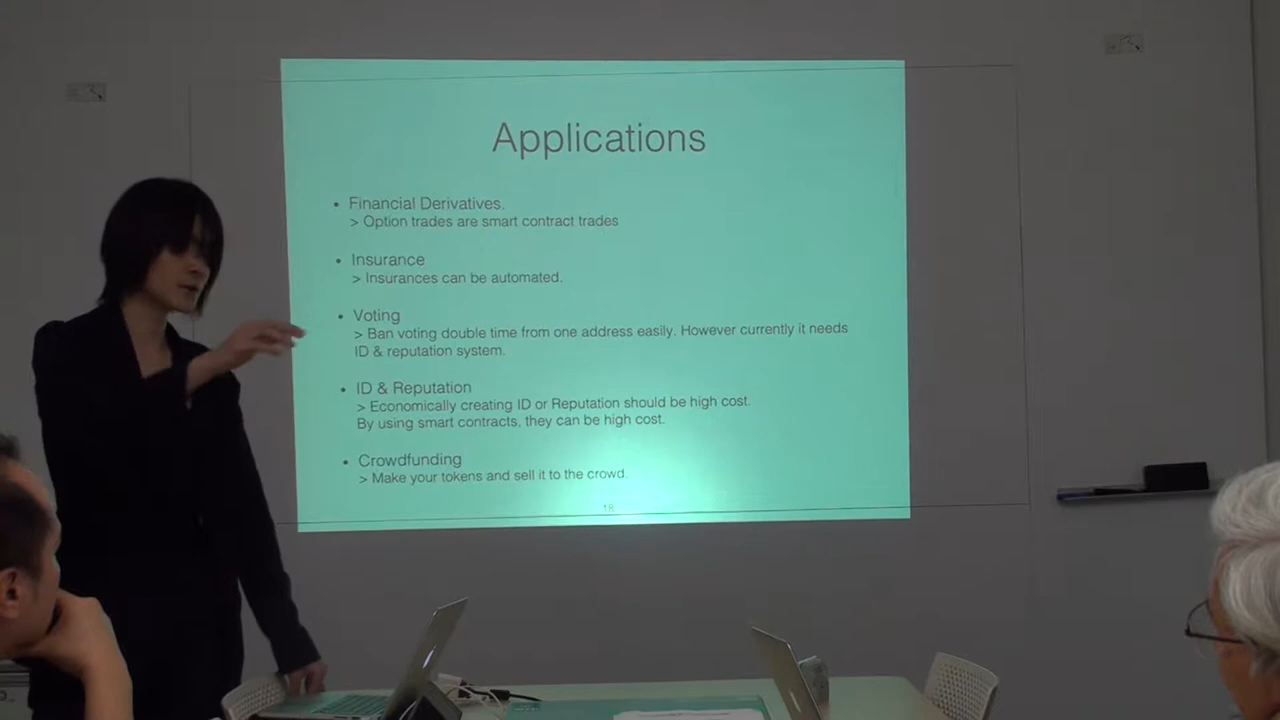 Applications
• Financial Derivatives.
> Option trades are smart contract trades
• Insurance
> Insurances can be automated.
• Voting
> Ban voting double time from one address easily. However currently it needs
ID & reputation system.
• ID & Reputation
> Economically creating ID or Reputation should be high cost.
By using smart contracts, they can be high cost.
• Crowdfunding
> Make your tokens and sell it to the crowd.
18